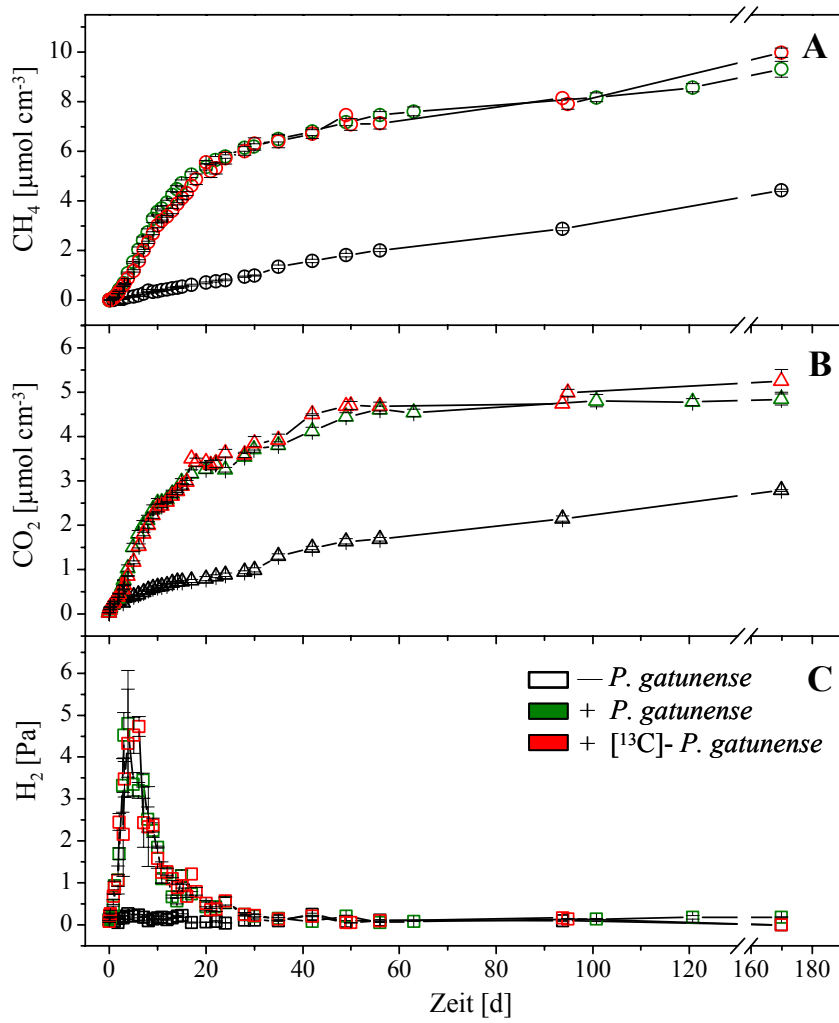 A
10
8
6
4
2
0
CH₄ [µmol cm⁻³]
B
6
5
4
3
2
1
0
CO₂ [µmol cm⁻³]
C
— P. gatunense
+ P. gatunense
+ [¹³C]- P. gatunense
6
5
4
3
2
1
0
H₂ [Pa]
0 20 40 60 80 100 120 160 180
Zeit [d]